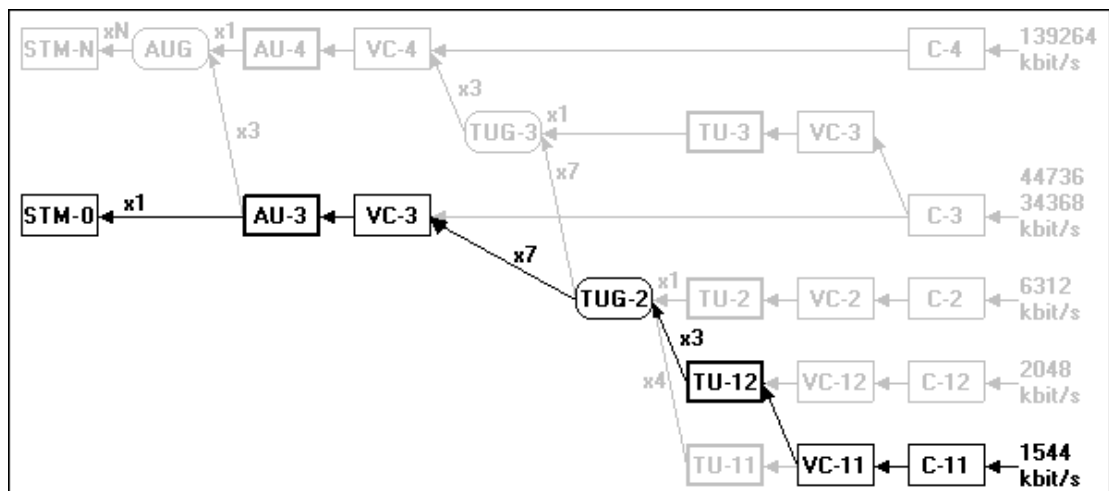 xN
x1
STM-N
AUG
AU-4
VC-4
C-4
139264
kbit/s
x3
x1
TUG-3
TU-3
VC-3
x3
x7
44736
34368
kbit/s
x1
STM-0
AU-3
VC-3
C-3
x7
x1
TUG-2
TU-2
VC-2
C-2
6312
kbit/s
x3
x4
TU-12
VC-12
C-12
2048
kbit/s
TU-11
VC-11
C-11
1544
kbit/s